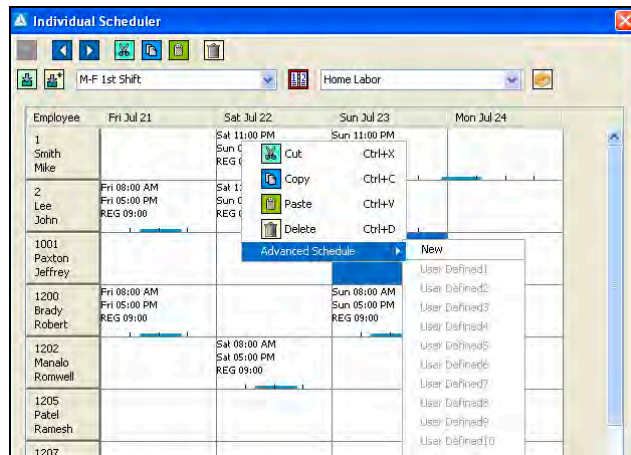 Individual Scheduler
M-F 1st Shift
Home Labor
Employee Fri Jul 21 Sat Jul 22 Sun Jul 23 Mon Jul 24
1
Smith
Mike
Sat 11:00 PM
Sun
REG
Sun 11:00 PM
2
Lee
John
Fri 08:00 AM
Fri 05:00 PM
REG 09:00
Sat
Sun
REG
1001
Paxton
Jeffrey
1200
Brady
Robert
Fri 08:00 AM
Fri 05:00 PM
REG 09:00
Sun 08:00 AM
Sun 05:00 PM
REG 09:00
1202
Manalo
Romwell
Sat 08:00 AM
Sat 05:00 PM
REG 09:00
1205
Patel
Ramesh
1207
Cut Ctrl+X
Copy Ctrl+C
Paste Ctrl+V
Delete Ctrl+D
Advanced Schedule
New
User Defined1
User Defined2
User Defined3
User Defined4
User Defined5
User Defined6
User Defined7
User Defined8
User Defined9
User Defined10